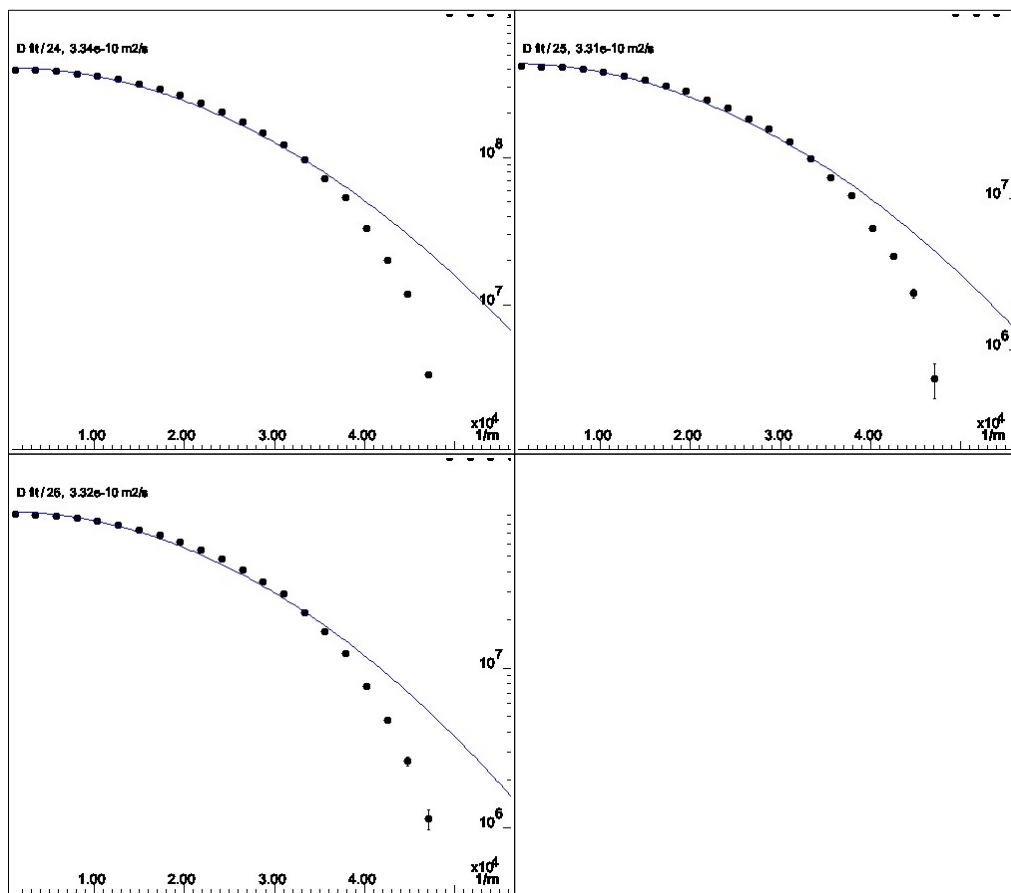 D fit / 24, 3.34e-10 m2/s
10^8
10^7
x10^4
1.00 2.00 3.00 4.00 1/m
D fit / 25, 3.31e-10 m2/s
10^7
10^6
x10^4
1.00 2.00 3.00 4.00 1/m
D fit / 26, 3.32e-10 m2/s
10^7
10^6
x10^4
1.00 2.00 3.00 4.00 1/m